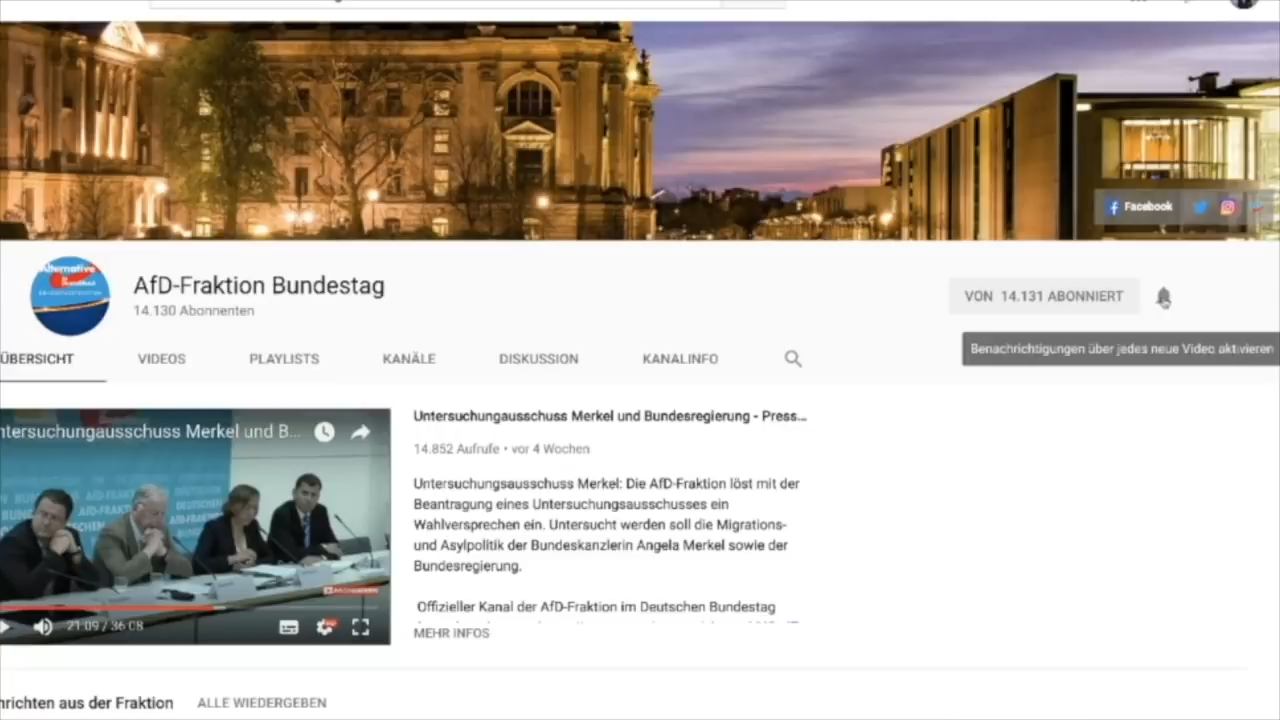 Facebook
Alternative
AfD-Fraktion Bundestag
14.130 Abonnenten
VON 14.131 ABONNIERT
Benachrichtigungen über jedes neue Video aktivieren
ÜBERSICHT
VIDEOS
PLAYLISTS
KANÄLE
DISKUSSION
KANALINFO
ntersuchungausschuss Merkel und B...
21:09 / 36:08
Untersuchungausschuss Merkel und Bundesregierung - Press...
14.852 Aufrufe • vor 4 Wochen
Untersuchungsausschuss Merkel: Die AfD-Fraktion löst mit der
Beantragung eines Untersuchungsausschusses ein
Wahlversprechen ein. Untersucht werden soll die Migrations-
und Asylpolitik der Bundeskanzlerin Angela Merkel sowie der
Bundesregierung.
Offizieller Kanal der AfD-Fraktion im Deutschen Bundestag
MEHR INFOS
hrichten aus der Fraktion
ALLE WIEDERGEBEN